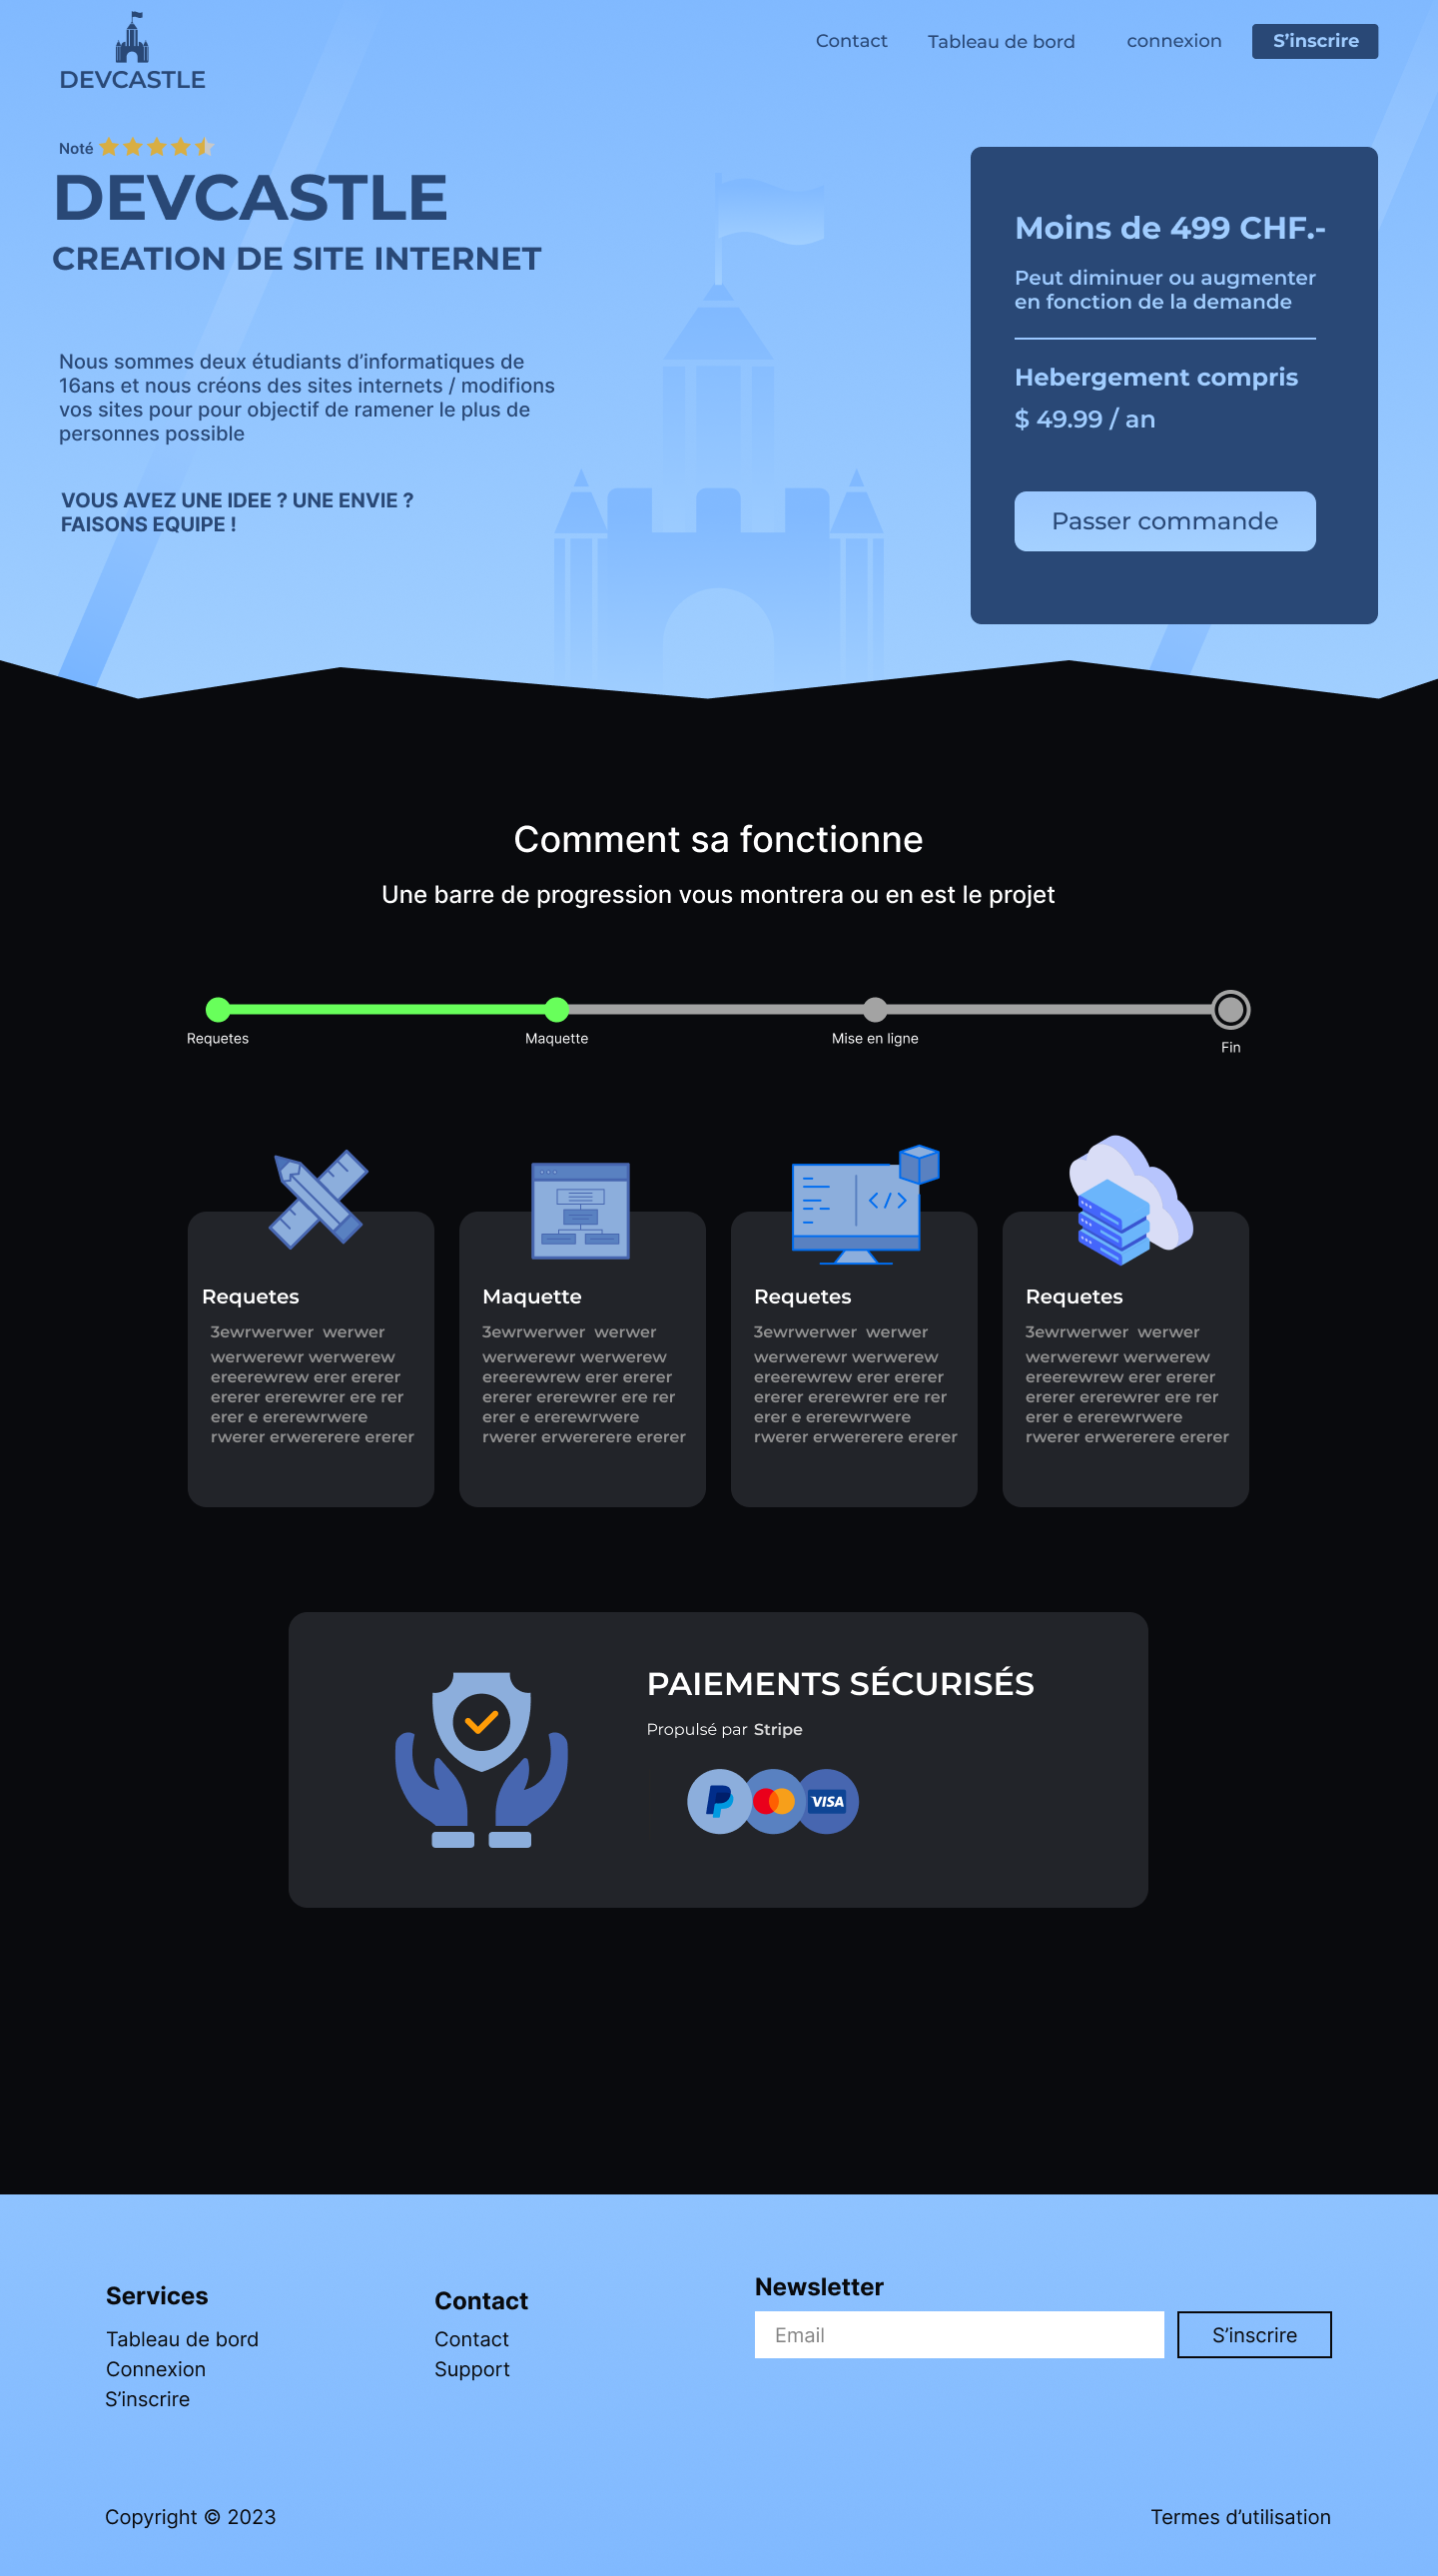 DEVCASTLE
Contact
Tableau de bord
connexion
S’inscrire
Noté
DEVCASTLE
CREATION DE SITE INTERNET
Nous sommes deux étudiants d’informatiques de
16ans et nous créons des sites internets / modifions
vos sites pour pour objectif de ramener le plus de
personnes possible
VOUS AVEZ UNE IDEE ? UNE ENVIE ?
FAISONS EQUIPE !
Moins de 499 CHF.-
Peut diminuer ou augmenter
en fonction de la demande
Hebergement compris
$ 49.99 / an
Passer commande
Comment sa fonctionne
Une barre de progression vous montrera ou en est le projet
Requetes
Maquette
Mise en ligne
Fin
Requetes
3ewrwerwer werwer
werwerewr werwerew
ereerewrew erer ererer
ererer ererewrer ere rer
erer e ererewrwere
rwerer erwererere ererer
Maquette
3ewrwerwer werwer
werwerewr werwerew
ereerewrew erer ererer
ererer ererewrer ere rer
erer e ererewrwere
rwerer erwererere ererer
Requetes
3ewrwerwer werwer
werwerewr werwerew
ereerewrew erer ererer
ererer ererewrer ere rer
erer e ererewrwere
rwerer erwererere ererer
Requetes
3ewrwerwer werwer
werwerewr werwerew
ereerewrew erer ererer
ererer ererewrer ere rer
erer e ererewrwere
rwerer erwererere ererer
PAIEMENTS SÉCURISÉS
Propulsé par Stripe
VISA
Services
Tableau de bord
Connexion
S’inscrire
Contact
Contact
Support
Newsletter
Email
S’inscrire
Copyright © 2023
Termes d’utilisation